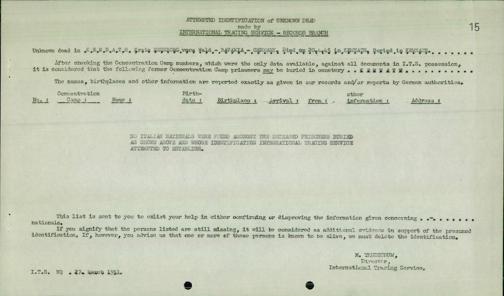 ATTEMPTED IDENTIFICATION of UNKNOWN DEAD
made by
INTERNATIONAL TRACING SERVICE - RECORDS BRANCH
15
Unknown dead in
After checking the Concentration Camp numbers, which were the only data available, against all documents in I.T.S. possession,
it is considered that the following former Concentration Camp prisoners may be buried in cemetery
The names, birthplaces and other information are reported exactly as given in our records and/or reports by German authorities.
Concentration Birth- other
No.: Camp : Name : date : Birthplace : Arrival : From : information : Address :
NO ITALIAN NATIONALS WERE FOUND AMONGST THE DECEASED PRISONERS BURIED
AS SHOWN ABOVE AND WHOSE IDENTIFICATION INTERNATIONAL TRACING SERVICE
ATTEMPTED TO ESTABLISH.
This list is sent to you to enlist your help in either confirming or disproving the information given concerning
nationals.
If you signify that the persons listed are still missing, it will be considered as additional evidence in support of the presumed
identification. If, however, you advise us that one or more of these persons is known to be alive, we must delete the identification.
Director,
International Tracing Service.
I.T.S. HQ . 1951.